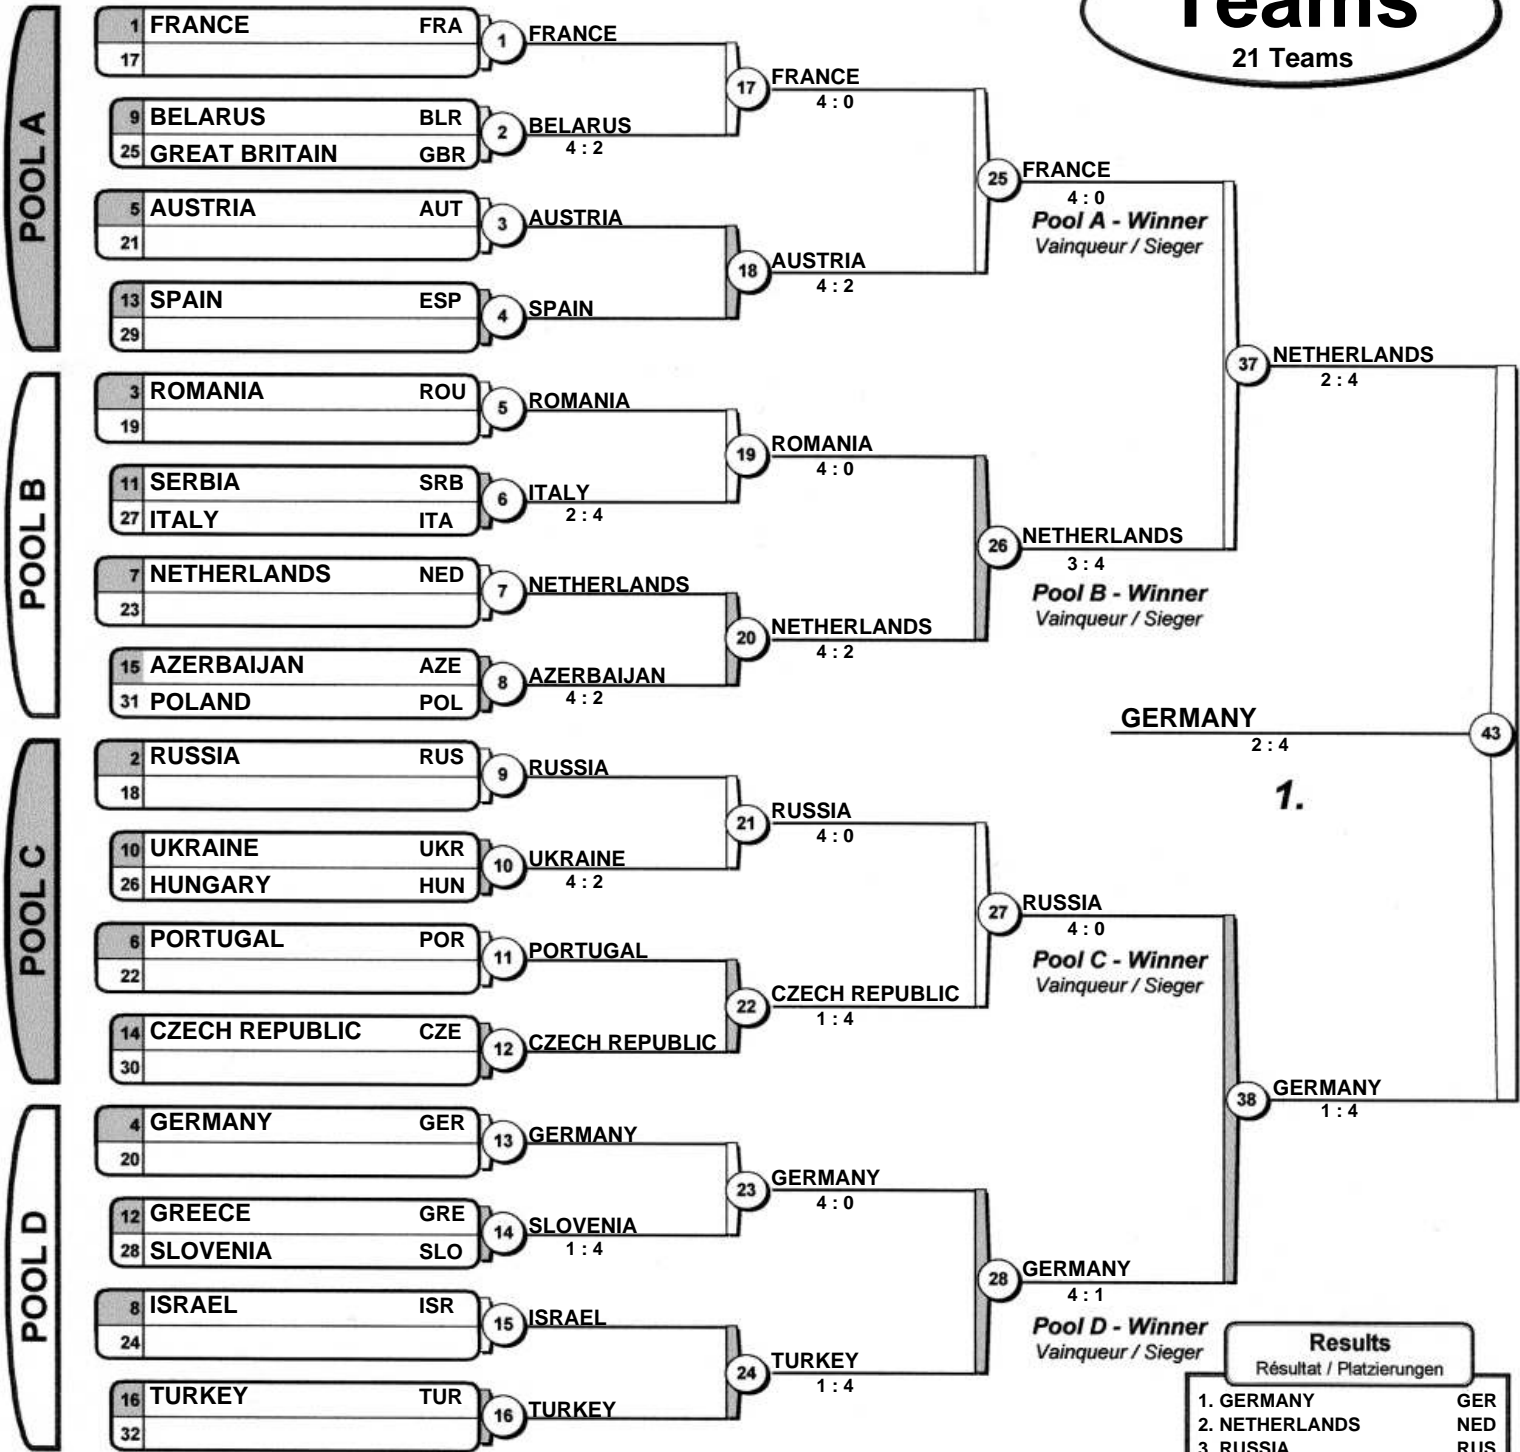 Teams
21 Teams
POOL A
1 FRANCE FRA
17
9 BELARUS BLR
25 GREAT BRITAIN GBR
5 AUSTRIA AUT
21
13 SPAIN ESP
29
1 FRANCE
2 BELARUS
4 : 2
3 AUSTRIA
4 SPAIN
17 FRANCE
4 : 0
18 AUSTRIA
4 : 2
25 FRANCE
4 : 0
Pool A - Winner
Vainqueur / Sieger
POOL B
3 ROMANIA ROU
19
11 SERBIA SRB
27 ITALY ITA
7 NETHERLANDS NED
23
15 AZERBAIJAN AZE
31 POLAND POL
5 ROMANIA
6 ITALY
2 : 4
7 NETHERLANDS
8 AZERBAIJAN
4 : 2
19 ROMANIA
4 : 0
20 NETHERLANDS
4 : 2
26 NETHERLANDS
3 : 4
Pool B - Winner
Vainqueur / Sieger
37 NETHERLANDS
2 : 4
POOL C
2 RUSSIA RUS
18
10 UKRAINE UKR
26 HUNGARY HUN
6 PORTUGAL POR
22
14 CZECH REPUBLIC CZE
30
9 RUSSIA
10 UKRAINE
4 : 2
11 PORTUGAL
12 CZECH REPUBLIC
21 RUSSIA
4 : 0
22 CZECH REPUBLIC
1 : 4
27 RUSSIA
4 : 0
Pool C - Winner
Vainqueur / Sieger
POOL D
4 GERMANY GER
20
12 GREECE GRE
28 SLOVENIA SLO
8 ISRAEL ISR
24
16 TURKEY TUR
32
13 GERMANY
14 SLOVENIA
1 : 4
15 ISRAEL
16 TURKEY
23 GERMANY
4 : 0
24 TURKEY
1 : 4
28 GERMANY
4 : 1
Pool D - Winner
Vainqueur / Sieger
38 GERMANY
1 : 4
GERMANY 43
2 : 4
1.
Results
Résultat / Platzierungen
1. GERMANY GER
2. NETHERLANDS NED
3. RUSSIA RUS